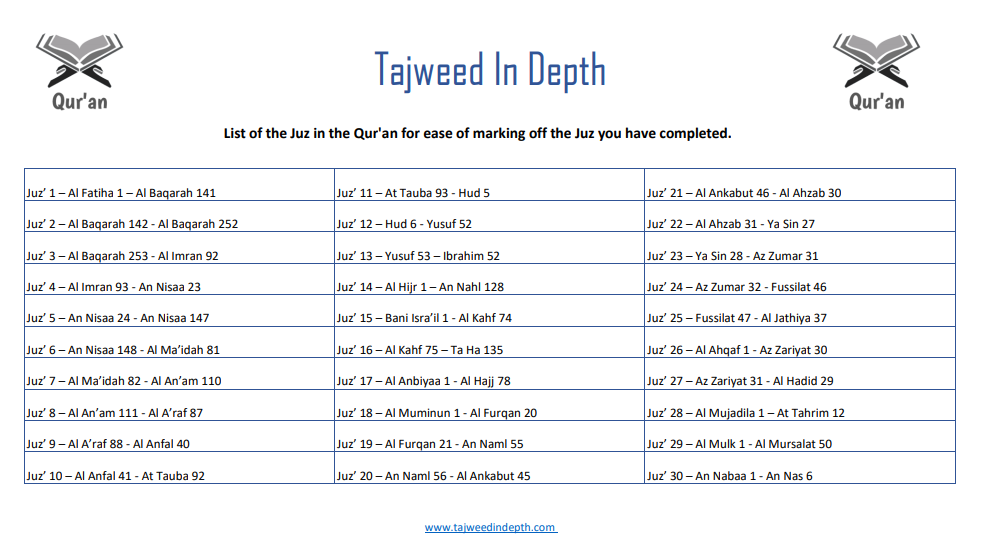 Qur'an
Tajweed In Depth
Qur'an
List of the Juz in the Qur'an for ease of marking off the Juz you have completed.
Juz’ 1 – Al Fatiha 1 – Al Baqarah 141
Juz’ 11 – At Tauba 93 - Hud 5
Juz’ 21 – Al Ankabut 46 - Al Ahzab 30
Juz’ 2 – Al Baqarah 142 - Al Baqarah 252
Juz’ 12 – Hud 6 - Yusuf 52
Juz’ 22 – Al Ahzab 31 - Ya Sin 27
Juz’ 3 – Al Baqarah 253 - Al Imran 92
Juz’ 13 – Yusuf 53 – Ibrahim 52
Juz’ 23 – Ya Sin 28 - Az Zumar 31
Juz’ 4 – Al Imran 93 - An Nisaa 23
Juz’ 14 – Al Hijr 1 – An Nahl 128
Juz’ 24 – Az Zumar 32 - Fussilat 46
Juz’ 5 – An Nisaa 24 - An Nisaa 147
Juz’ 15 – Bani Isra’il 1 - Al Kahf 74
Juz’ 25 – Fussilat 47 - Al Jathiya 37
Juz’ 6 – An Nisaa 148 - Al Ma’idah 81
Juz’ 16 – Al Kahf 75 – Ta Ha 135
Juz’ 26 – Al Ahqaf 1 - Az Zariyat 30
Juz’ 7 – Al Ma’idah 82 - Al An’am 110
Juz’ 17 – Al Anbiyaa 1 - Al Hajj 78
Juz’ 27 – Az Zariyat 31 - Al Hadid 29
Juz’ 8 – Al An’am 111 - Al A’raf 87
Juz’ 18 – Al Muminun 1 - Al Furqan 20
Juz’ 28 – Al Mujadila 1 – At Tahrim 12
Juz’ 9 – Al A’raf 88 - Al Anfal 40
Juz’ 19 – Al Furqan 21 - An Naml 55
Juz’ 29 – Al Mulk 1 - Al Mursalat 50
Juz’ 10 – Al Anfal 41 - At Tauba 92
Juz’ 20 – An Naml 56 - Al Ankabut 45
Juz’ 30 – An Nabaa 1 - An Nas 6
www.tajweedindepth.com